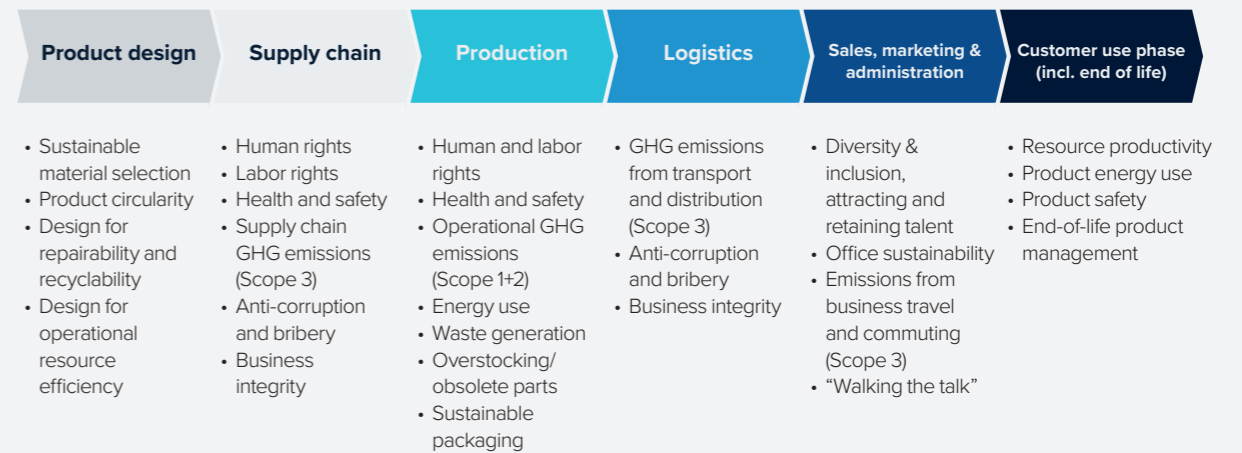 Product design
Supply chain
Production
Logistics
Sales, marketing &
administration
Customer use phase
(incl. end of life)
• Sustainable
material selection
• Product circularity
• Design for
repairability and
recyclability
• Design for
operational
resource
efficiency
• Human rights
• Labor rights
• Health and safety
• Supply chain
GHG emissions
(Scope 3)
• Anti-corruption
and bribery
• Business
integrity
• Human and labor
rights
• Health and safety
• Operational GHG
emissions
(Scope 1+2)
• Energy use
• Waste generation
• Overstocking/
obsolete parts
• Sustainable
packaging
• GHG emissions
from transport
and distribution
(Scope 3)
• Anti-corruption
and bribery
• Business integrity
• Diversity &
inclusion,
attracting and
retaining talent
• Office sustainability
• Emissions from
business travel
and commuting
(Scope 3)
• “Walking the talk”
• Resource productivity
• Product energy use
• Product safety
• End-of-life product
management